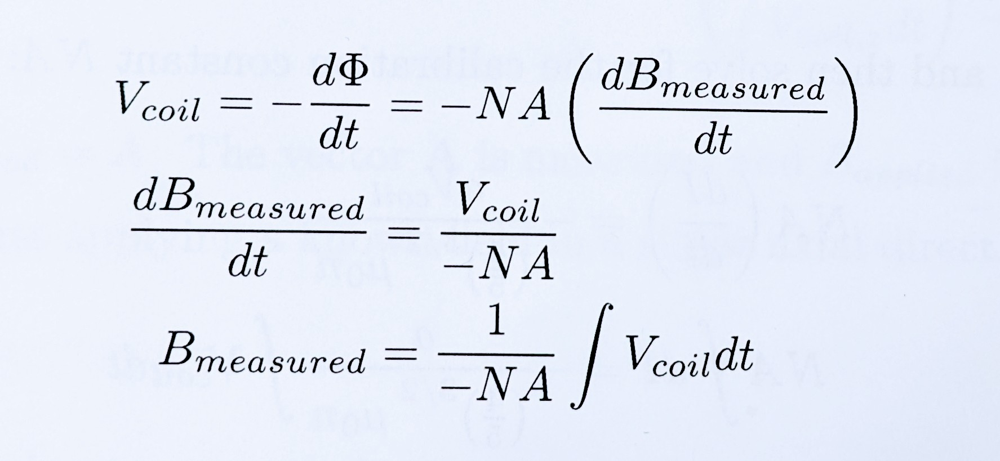 V_{coil} = -\frac{d\Phi}{dt} = -NA \left( \frac{dB_{measured}}{dt} \right)
\frac{dB_{measured}}{dt} = \frac{V_{coil}}{-NA}
B_{measured} = \frac{1}{-NA} \int V_{coil} dt